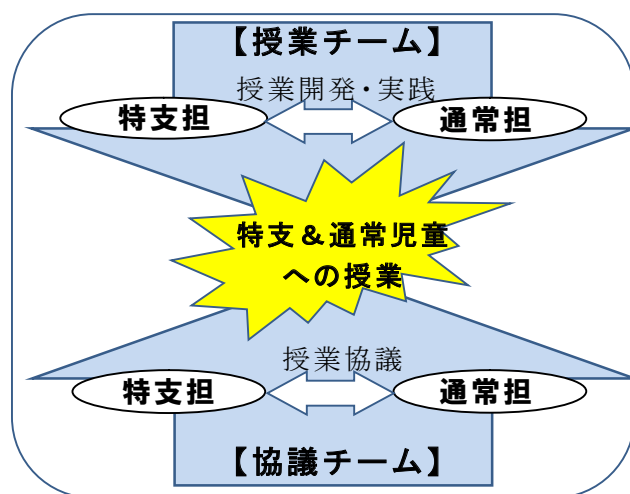 【授業チーム】
授業開発・実践
特支担
通常担
特支＆通常児童
への授業
授業協議
特支担
通常担
【協議チーム】